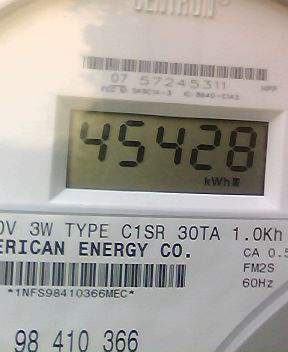 CENTRON®
07 57245311
45428
kWh
0V 3W TYPE C1SR 30TA 1.0Kh
ERICAN ENERGY CO.
CA 0.5
FM2S
60Hz
*1NFS98410366MEC*
98 410 366